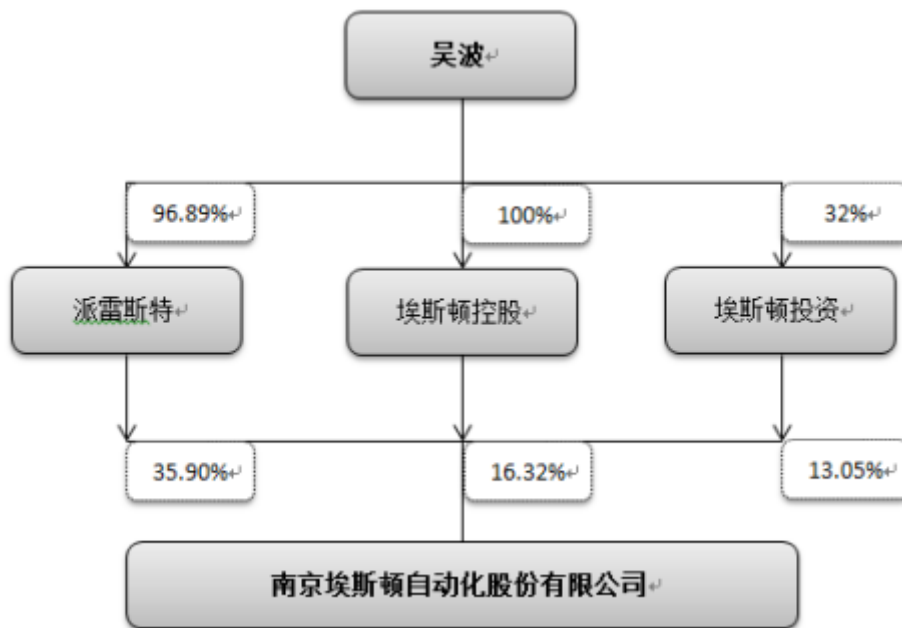 吴波
96.89%
100%
32%
派雷斯特
埃斯顿控股
埃斯顿投资
35.90%
16.32%
13.05%
南京埃斯顿自动化股份有限公司